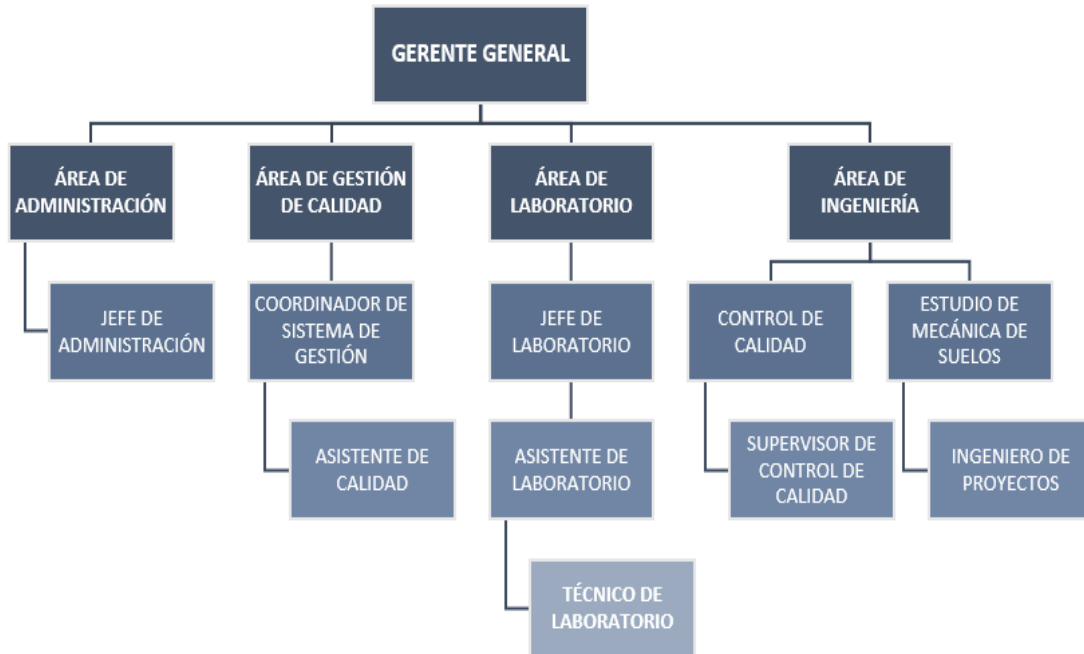 GERENTE GENERAL
ÁREA DE
ADMINISTRACIÓN
ÁREA DE GESTIÓN
DE CALIDAD
ÁREA DE
LABORATORIO
ÁREA DE
INGENIERÍA
JEFE DE
ADMINISTRACIÓN
COORDINADOR DE
SISTEMA DE
GESTIÓN
JEFE DE
LABORATORIO
CONTROL DE
CALIDAD
ESTUDIO DE
MECÁNICA DE
SUELOS
ASISTENTE DE
CALIDAD
ASISTENTE DE
LABORATORIO
SUPERVISOR DE
CONTROL DE
CALIDAD
INGENIERO DE
PROYECTOS
TÉCNICO DE
LABORATORIO